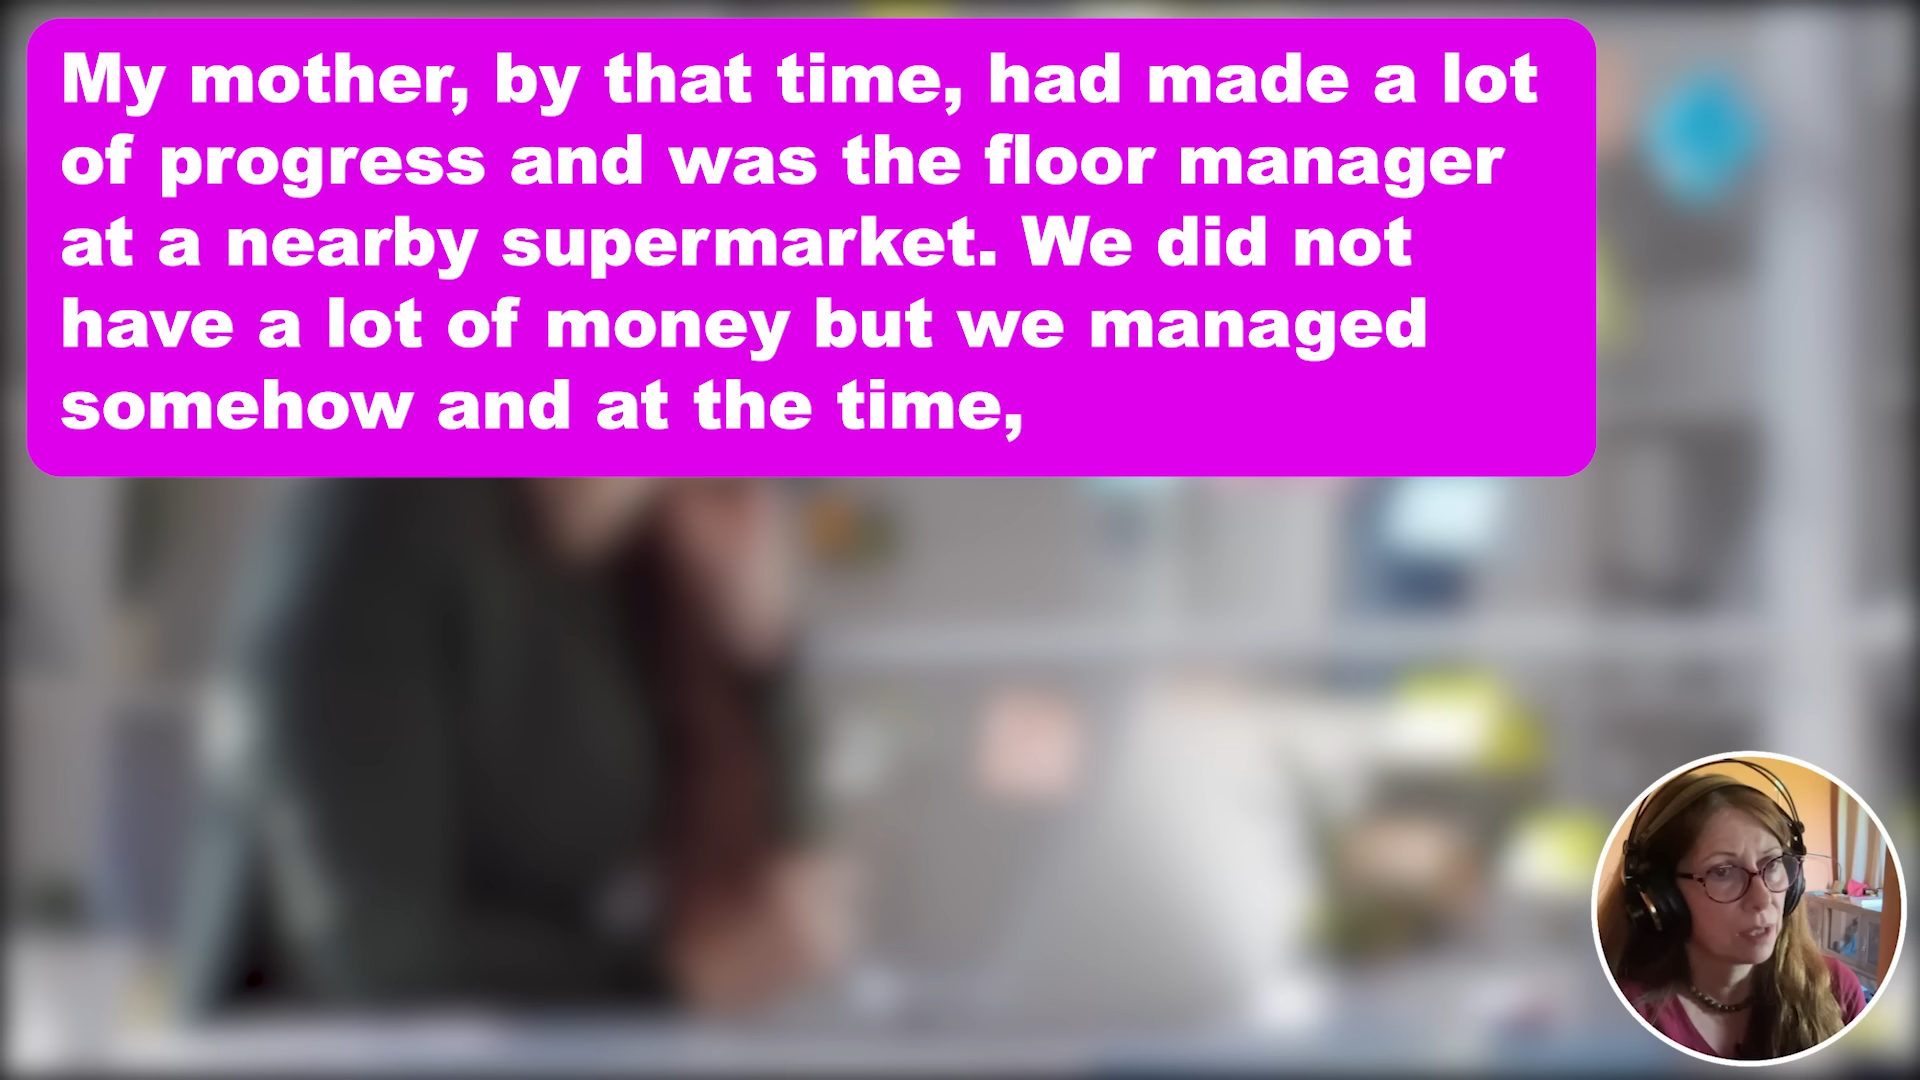 My mother, by that time, had made a lot
of progress and was the floor manager
at a nearby supermarket. We did not
have a lot of money but we managed
somehow and at the time,